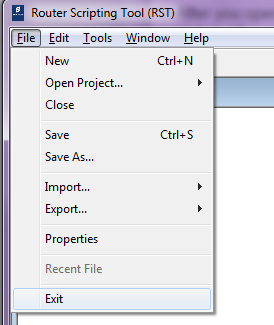 Router Scripting Tool (RST)
File Edit Tools Window Help
New Ctrl+N
Open Project...
Close
Save Ctrl+S
Save As...
Import...
Export...
Properties
Recent File
Exit